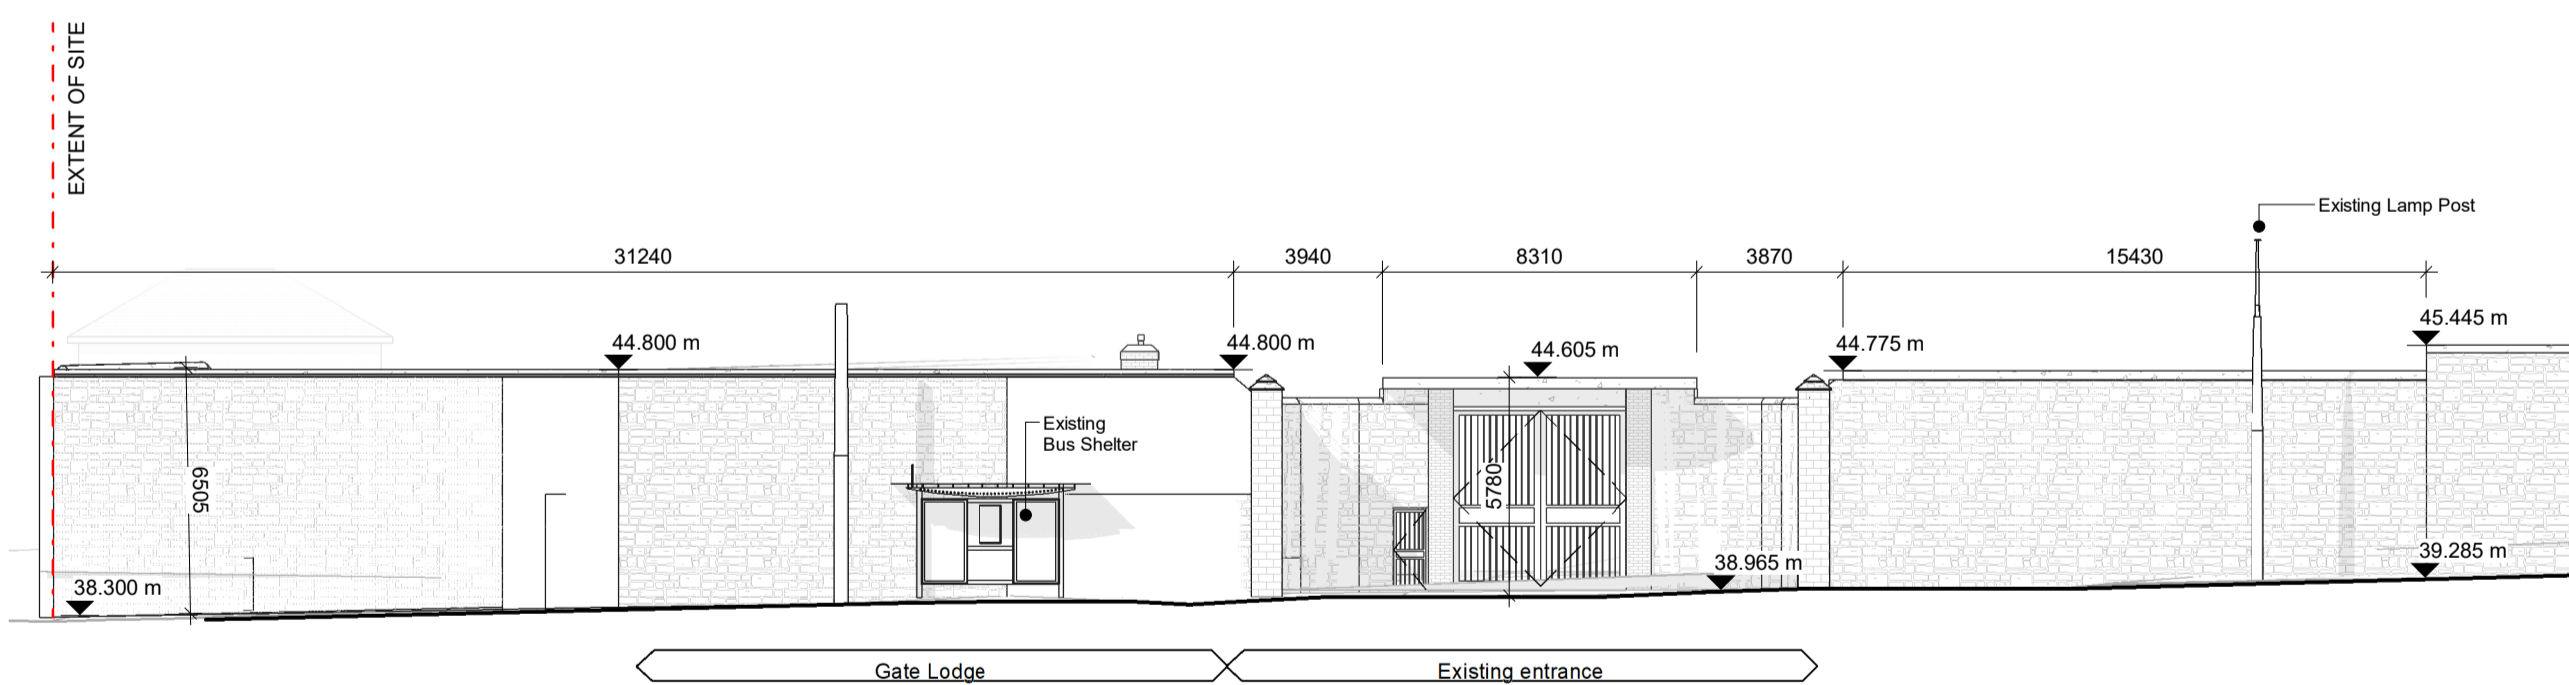 EXTENT OF SITE
Existing Lamp Post
31240
3940
8310
3870
15430
45.445 m
44.800 m
44.800 m
44.605 m
44.775 m
Existing
Bus Shelter
6505
5780
39.285 m
38.965 m
38.300 m
Gate Lodge
Existing entrance